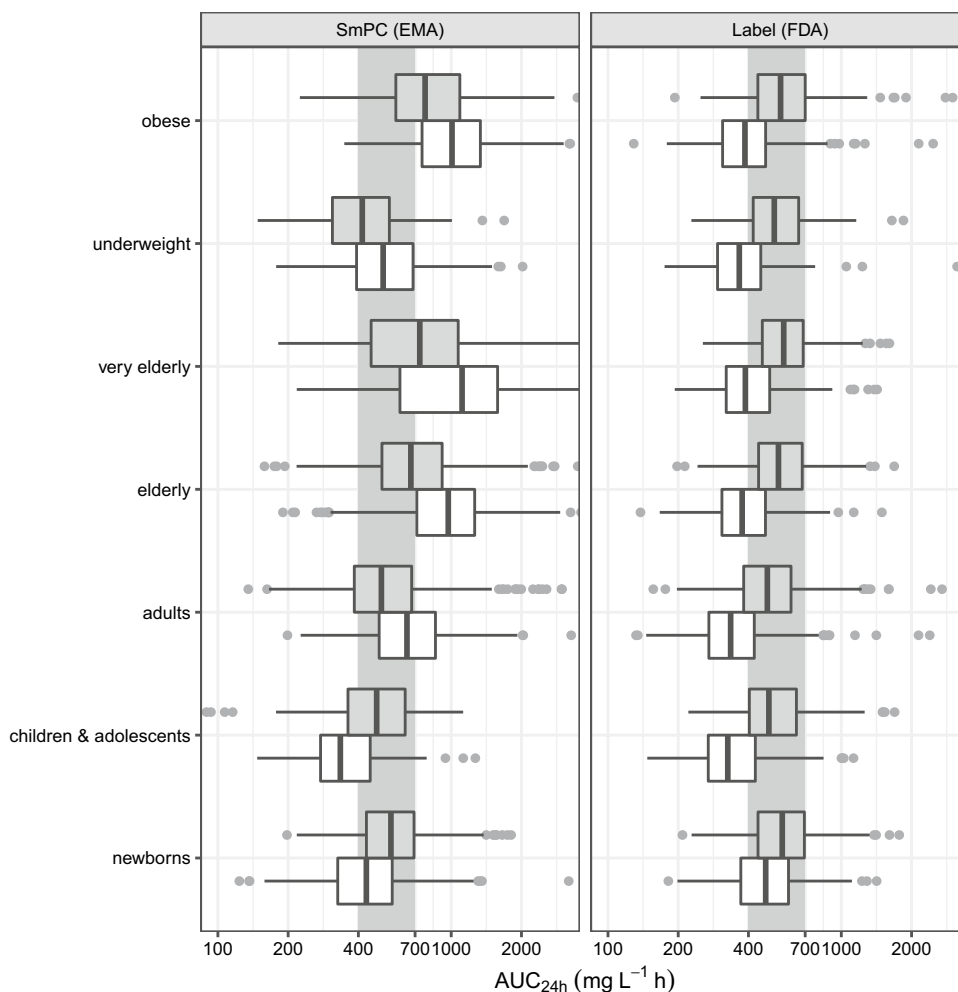 SmPC (EMA) Label (FDA)
obese
underweight
very elderly
elderly
adults
children & adolescents
newborns
100 200 400 700 1000 2000 100 200 400 700 1000 2000
AUC24h (mg L−1 h)